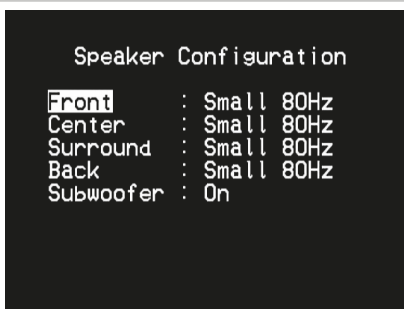 Speaker Configuration
Front : Small 80Hz
Center : Small 80Hz
Surround : Small 80Hz
Back : Small 80Hz
Subwoofer : On